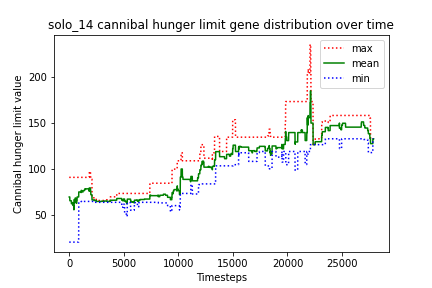 solo_14 cannibal hunger limit gene distribution over time
max
mean
min
Cannibal hunger limit value
200
150
100
50
0
5000
10000
15000
20000
25000
Timesteps